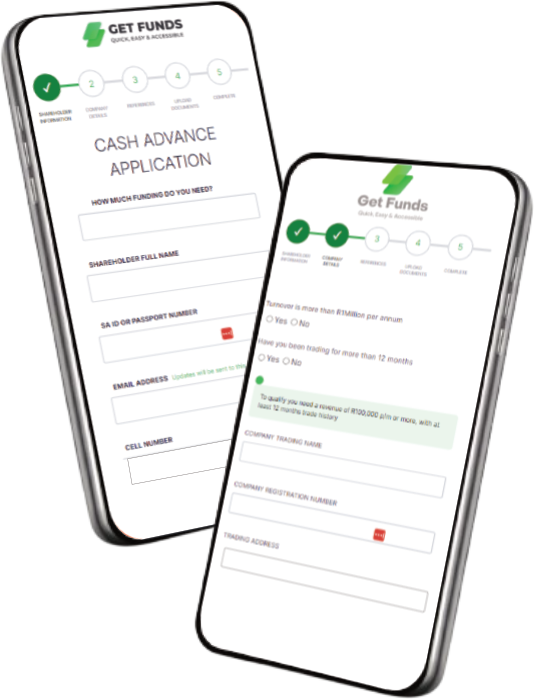 GET FUNDS
QUICK, EASY & ACCESSIBLE
✓
2
3
4
5
SHAREHOLDER
INFORMATION
COMPANY
DETAILS
REFERENCES
UPLOAD
DOCUMENTS
COMPLETE
CASH ADVANCE
APPLICATION
HOW MUCH FUNDING DO YOU NEED?
SHAREHOLDER FULL NAME
SA ID OR PASSPORT NUMBER
EMAIL ADDRESS Updates will be sent to this
CELL NUMBER
Get Funds
Quick, Easy & Accessible
✓
✓
3
4
5
SHAREHOLDER
INFORMATION
COMPANY
DETAILS
REFERENCES
UPLOAD
DOCUMENTS
COMPLETE
Turnover is more than R1Million per annum
Yes No
Have you been trading for more than 12 months
Yes No
To qualify you need a revenue of R100,000 p/m or more, with at
least 12 months trade history
COMPANY TRADING NAME
COMPANY REGISTRATION NUMBER
TRADING ADDRESS